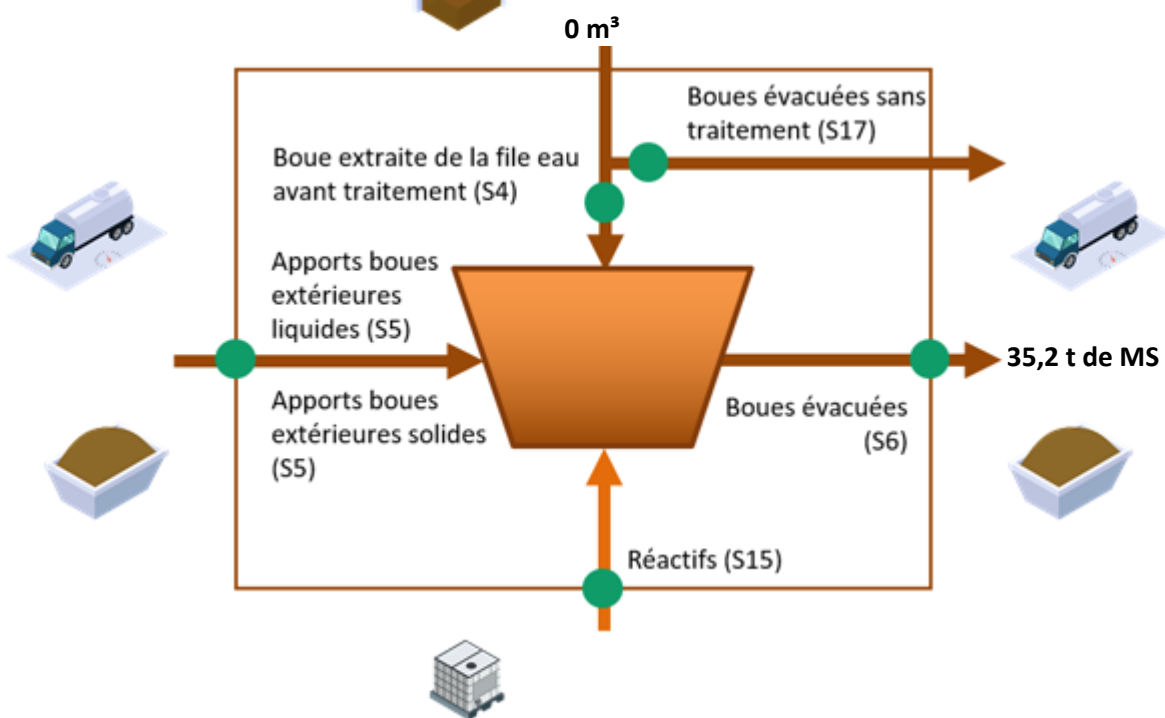 0 m³
Boues évacuées sans
traitement (S17)
Boue extraite de la file eau
avant traitement (S4)
Apports boues
extérieures
liquides (S5)
35,2 t de MS
Apports boues
extérieures solides
(S5)
Boues évacuées
(S6)
Réactifs (S15)